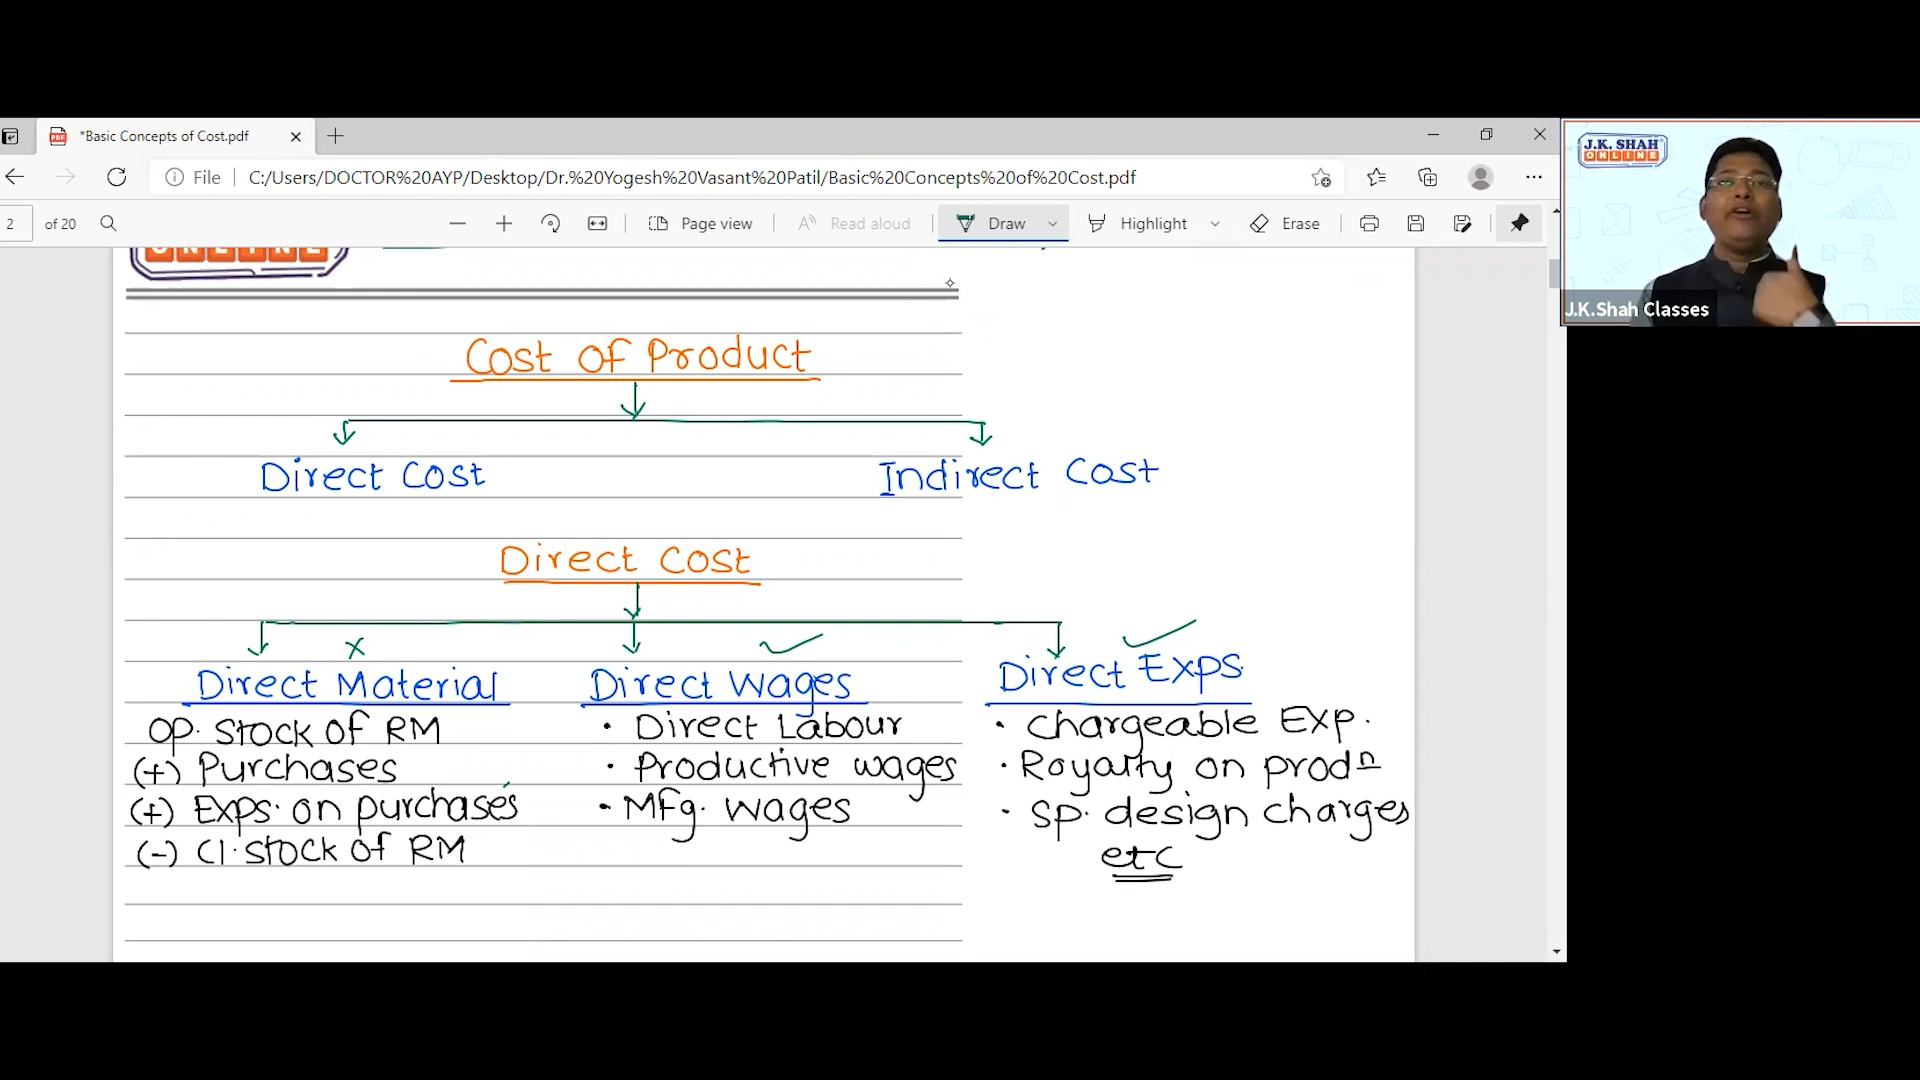 *Basic Concepts of Cost.pdf
File C:/Users/DOCTOR%20AYP/Desktop/Dr.%20Yogesh%20Vasant%20Patil/Basic%20Concepts%20of%20Cost.pdf
2 of 20 Page view Read aloud Draw Highlight Erase
J.K. SHAH
ONLINE
J.K.Shah Classes
ONLINE
Cost of Product
Direct Cost Indirect Cost
Direct Cost
Direct Material Direct Wages Direct Exps.
OP. Stock of RM • Direct Labour • Chargeable Exp.
(+) Purchases • Productive wages • Royalty on prodn
(+) Exps. on purchases • Mfg. wages • SP. design charges
(-) Cl. stock of RM etc